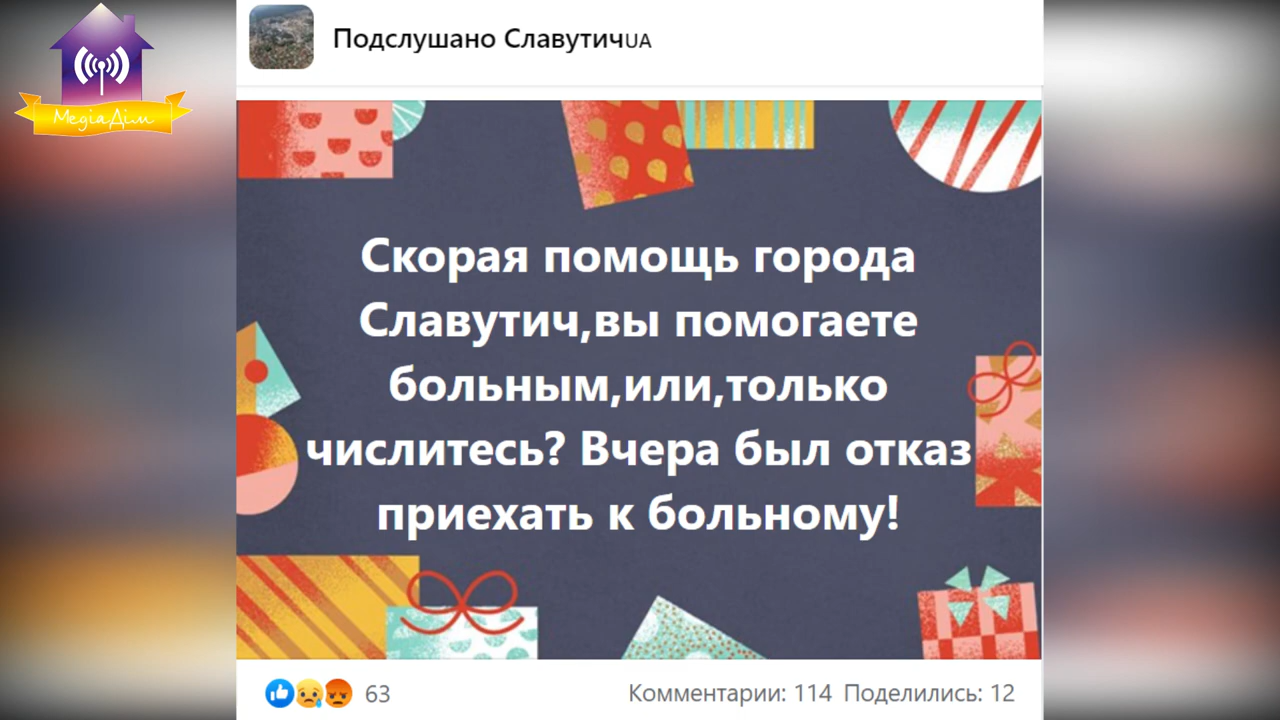 МедіаДім
Подслушано СлавутичUA
Скорая помощь города
Славутич,вы помогаете
больным,или,только
числитесь? Вчера был отказ
приехать к больному!
63
Комментарии: 114 Поделились: 12